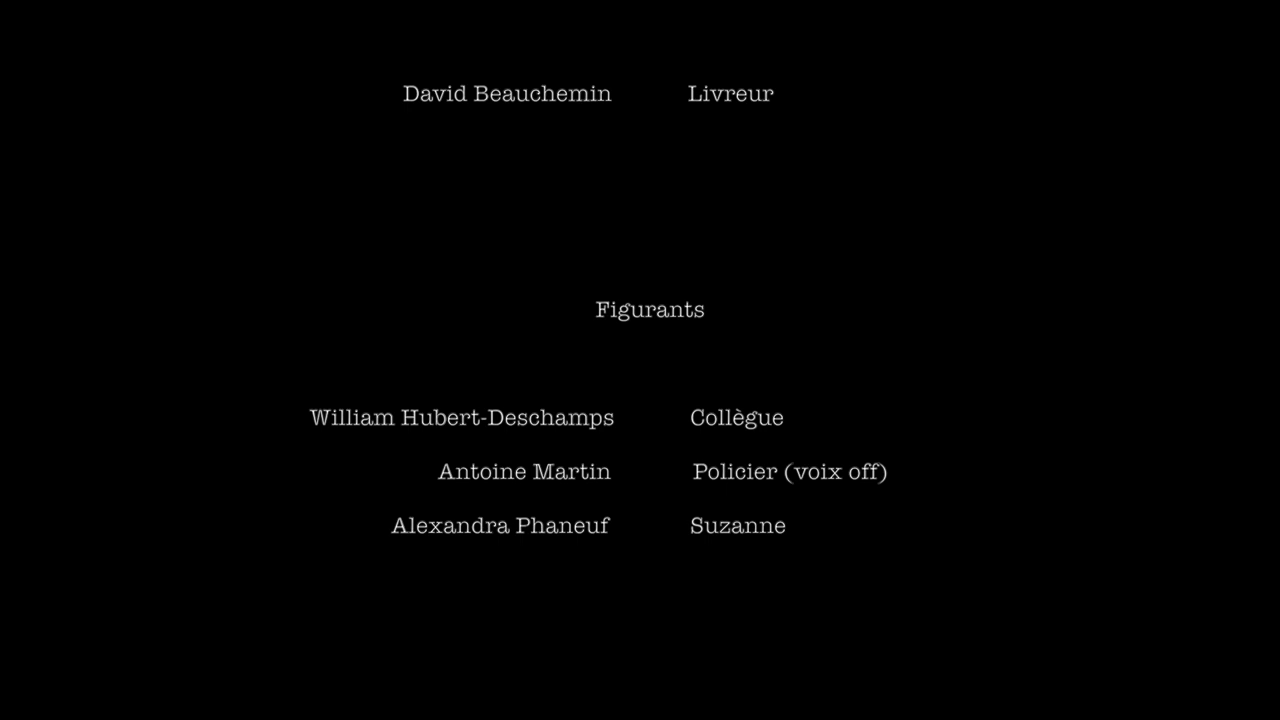 David Beauchemin Livreur
Figurants
William Hubert-Deschamps Collègue
Antoine Martin Policier (voix off)
Alexandra Phaneuf Suzanne